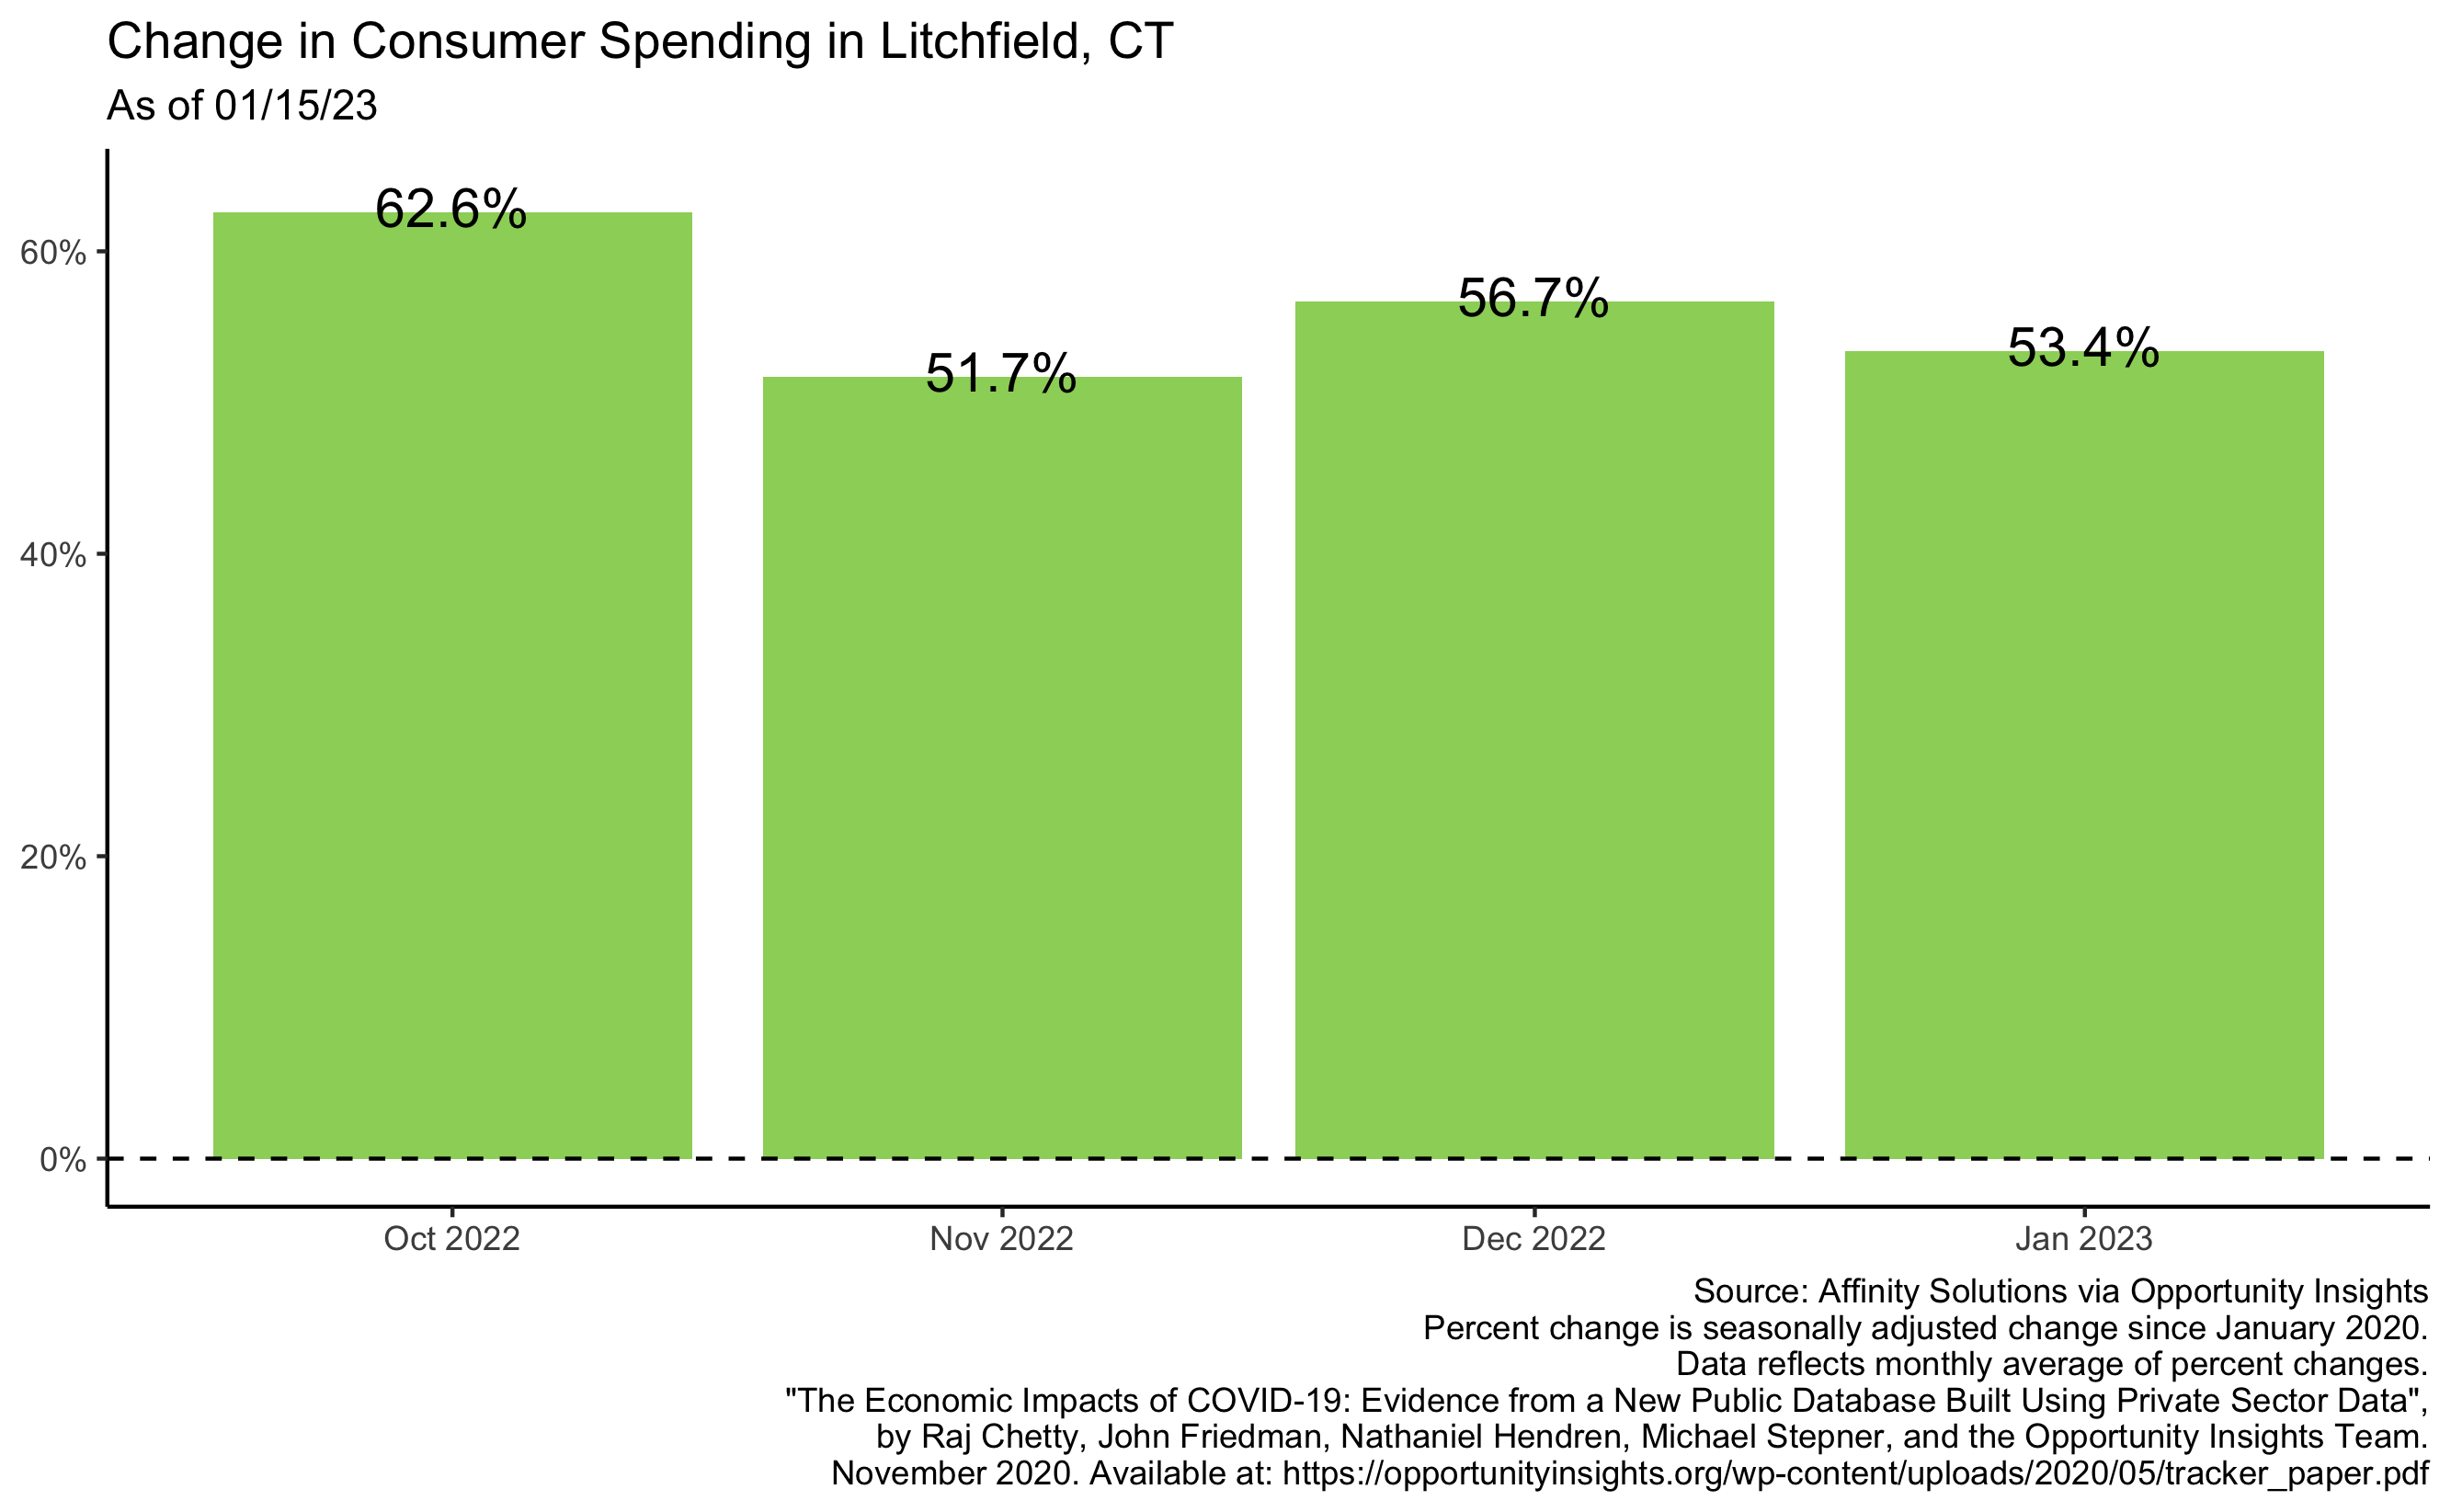 Change in Consumer Spending in Litchfield, CT
As of 01/15/23
62.6%
51.7%
56.7%
53.4%
60%
40%
20%
0%
Oct 2022
Nov 2022
Dec 2022
Jan 2023
Source: Affinity Solutions via Opportunity Insights
Percent change is seasonally adjusted change since January 2020.
Data reflects monthly average of percent changes.
"The Economic Impacts of COVID-19: Evidence from a New Public Database Built Using Private Sector Data",
by Raj Chetty, John Friedman, Nathaniel Hendren, Michael Stepner, and the Opportunity Insights Team.
November 2020. Available at: https://opportunityinsights.org/wp-content/uploads/2020/05/tracker_paper.pdf